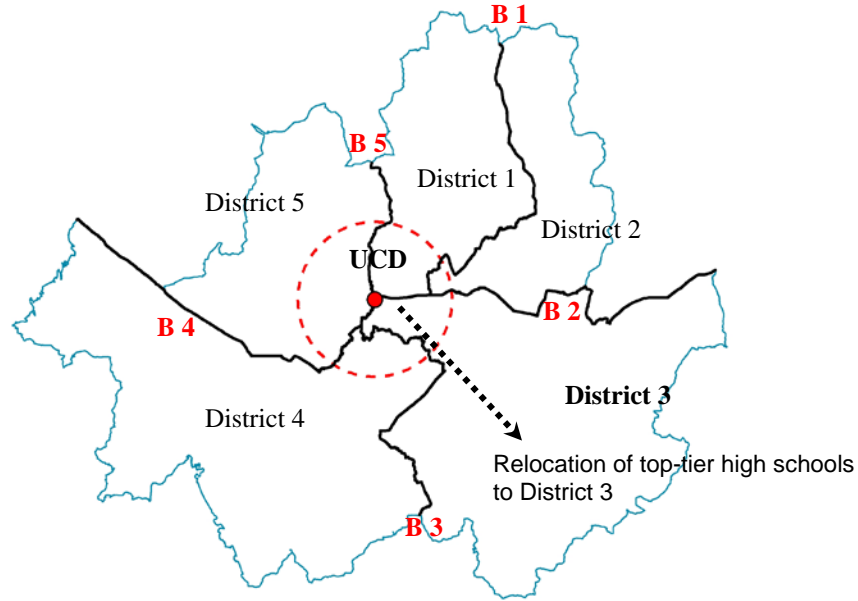 B 1
B 5
District 1
District 5
District 2
UCD
B 2
B 4
District 3
District 4
Relocation of top-tier high schools
to District 3
B 3